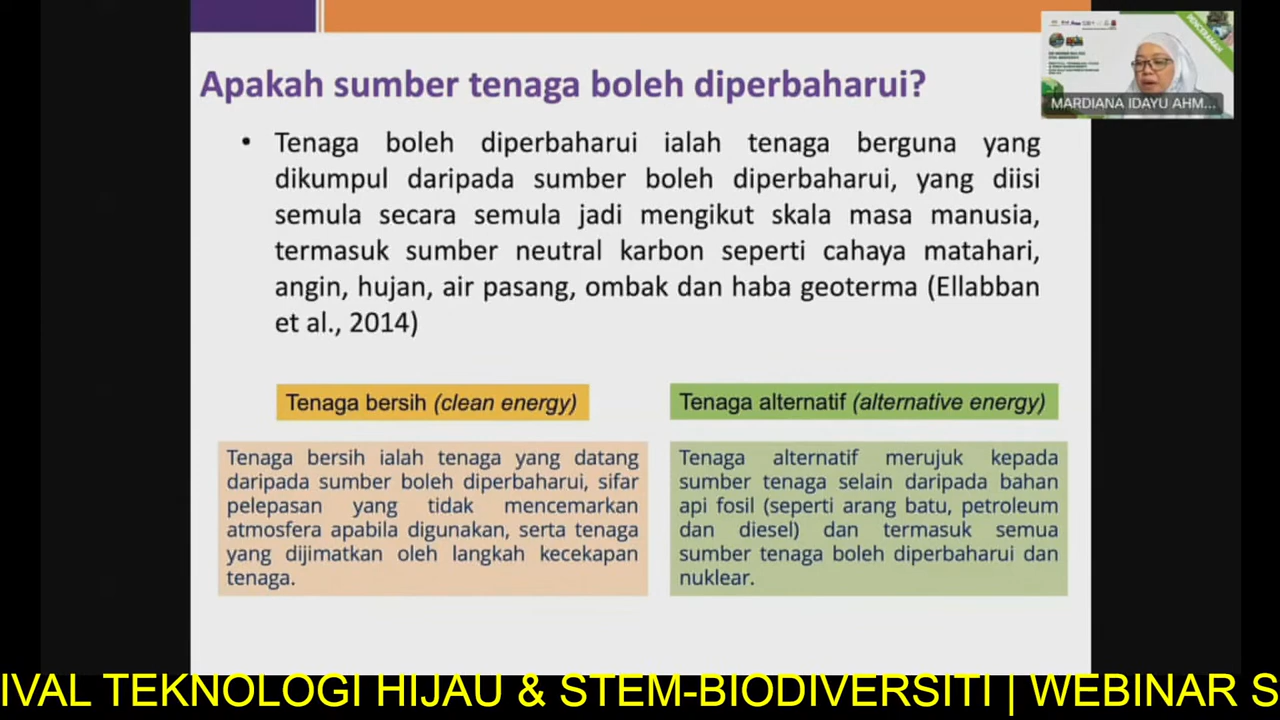 Apakah sumber tenaga boleh diperbaharui?
• Tenaga boleh diperbaharui ialah tenaga berguna yang
dikumpul daripada sumber boleh diperbaharui, yang diisi
semula secara semula jadi mengikut skala masa manusia,
termasuk sumber neutral karbon seperti cahaya matahari,
angin, hujan, air pasang, ombak dan haba geoterma (Ellabban
et al., 2014)
Tenaga bersih (clean energy)
Tenaga bersih ialah tenaga yang datang
daripada sumber boleh diperbaharui, sifar
pelepasan yang tidak mencemarkan
atmosfera apabila digunakan, serta tenaga
yang dijimatkan oleh langkah kecekapan
tenaga.
Tenaga alternatif (alternative energy)
Tenaga alternatif merujuk kepada
sumber tenaga selain daripada bahan
api fosil (seperti arang batu, petroleum
dan diesel) dan termasuk semua
sumber tenaga boleh diperbaharui dan
nuklear.
PENCERAMAH
MARDIANA IDAYU AHM...
IVAL TEKNOLOGI HIJAU & STEM-BIODIVERSITI | WEBINAR S